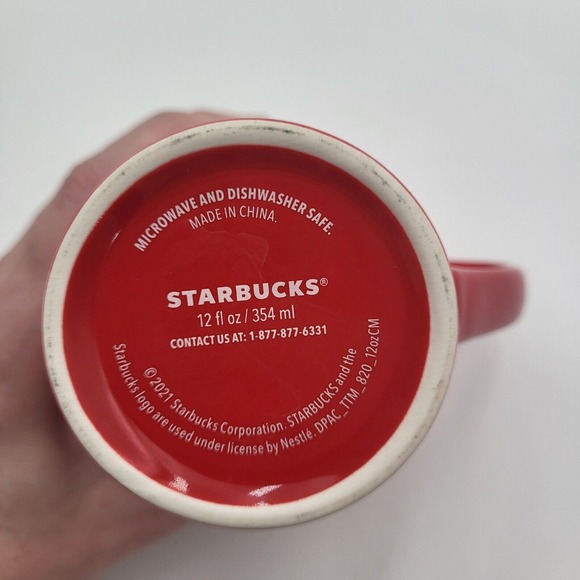 MICROWAVE AND DISHWASHER SAFE.
MADE IN CHINA.
STARBUCKS®
12 fl oz / 354 ml
CONTACT US AT: 1-877-877-6331
©2021 Starbucks Corporation. STARBUCKS and the
Starbucks logo are used under license by Nestlé. DPAC_TTM_820_12ozCM